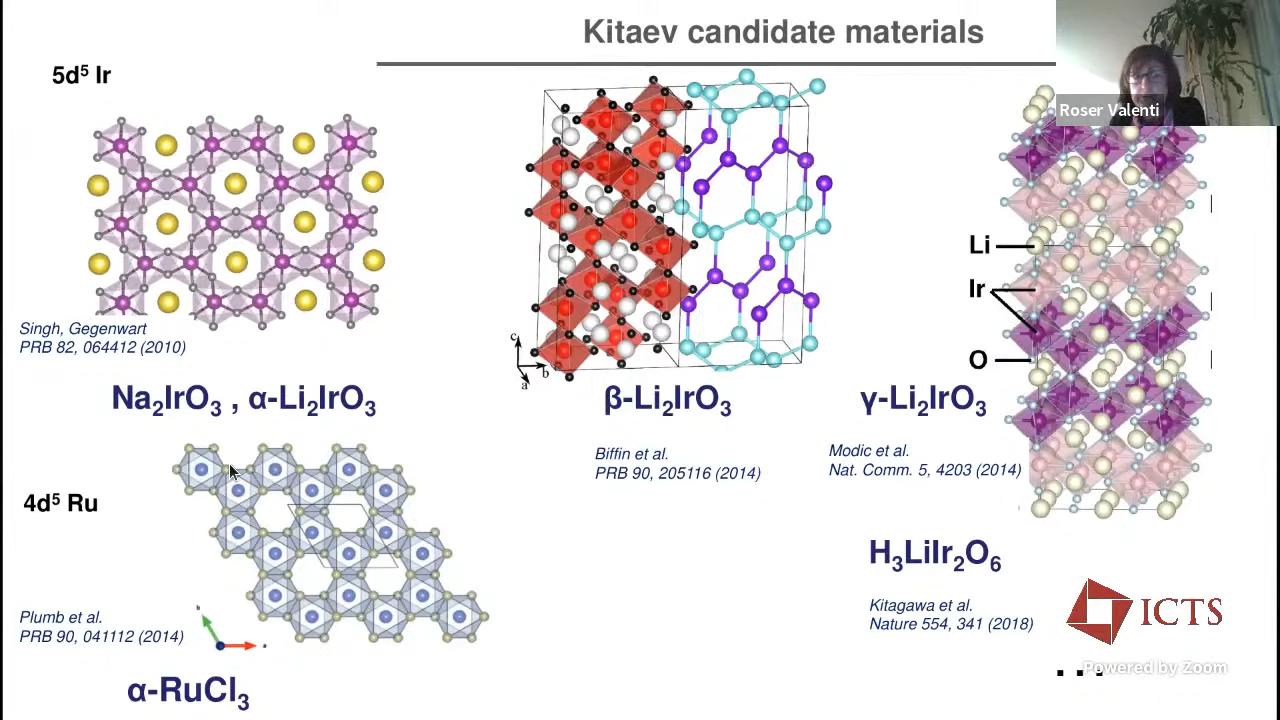 Kitaev candidate materials
Roser Valenti
5d⁵ Ir
Singh, Gegenwart
PRB 82, 064412 (2010)
Na₂IrO₃ , α-Li₂IrO₃
c
b
a
β-Li₂IrO₃
Biffin et al.
PRB 90, 205116 (2014)
Li
Ir
O
γ-Li₂IrO₃
Modic et al.
Nat. Comm. 5, 4203 (2014)
4d⁵ Ru
Plumb et al.
PRB 90, 041112 (2014)
b
a
α-RuCl₃
H₃LiIr₂O₆
Kitagawa et al.
Nature 554, 341 (2018)
...
ICTS
Powered by Zoom